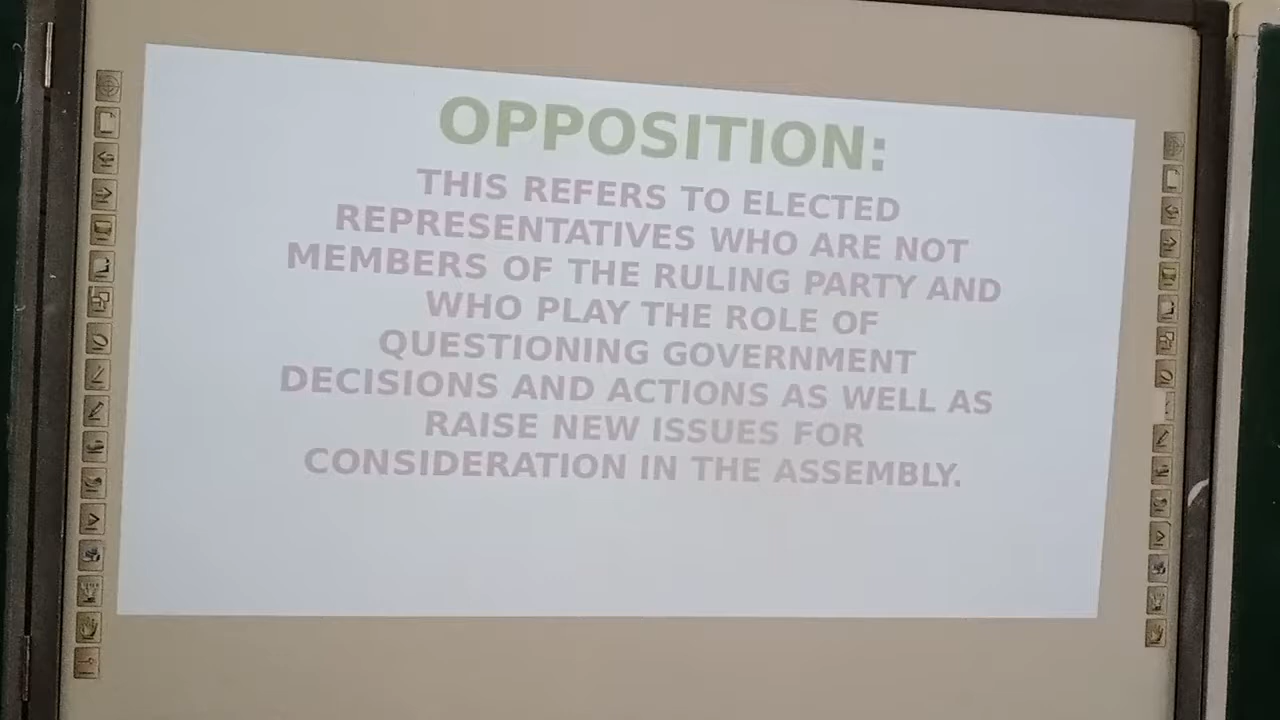 OPPOSITION:
THIS REFERS TO ELECTED
REPRESENTATIVES WHO ARE NOT
MEMBERS OF THE RULING PARTY AND
WHO PLAY THE ROLE OF
QUESTIONING GOVERNMENT
DECISIONS AND ACTIONS AS WELL AS
RAISE NEW ISSUES FOR
CONSIDERATION IN THE ASSEMBLY.